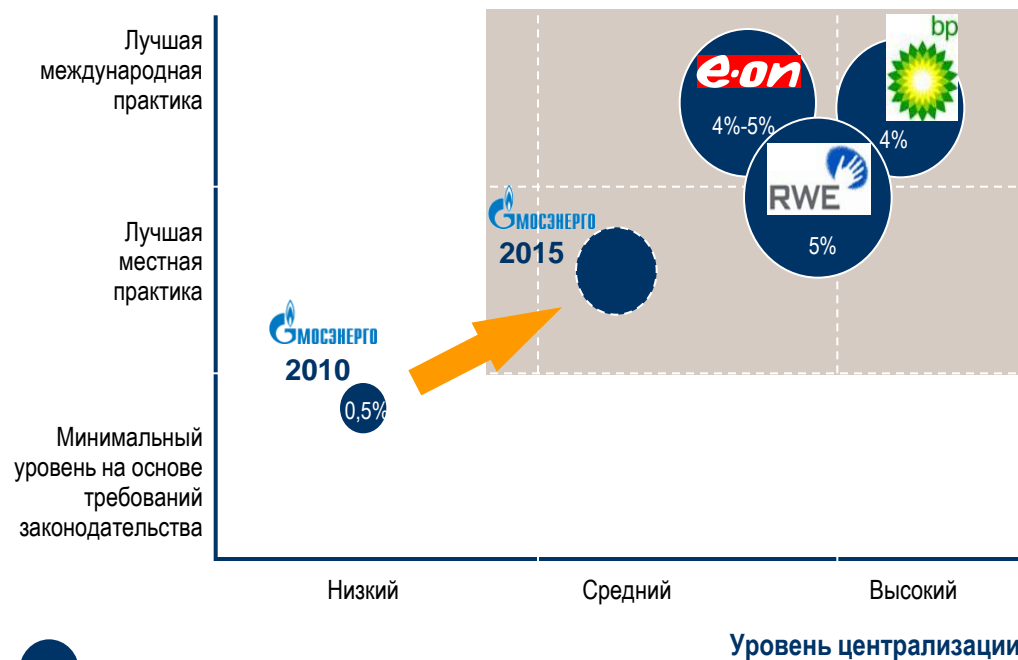 Лучшая
международная
практика
bp
e·on
4%-5%
4%
RWE
5%
Лучшая
местная
практика
МОСЭНЕРГО
2015
МОСЭНЕРГО
2010
0,5%
Минимальный
уровень на основе
требований
законодательства
Низкий
Средний
Высокий
Уровень централизации